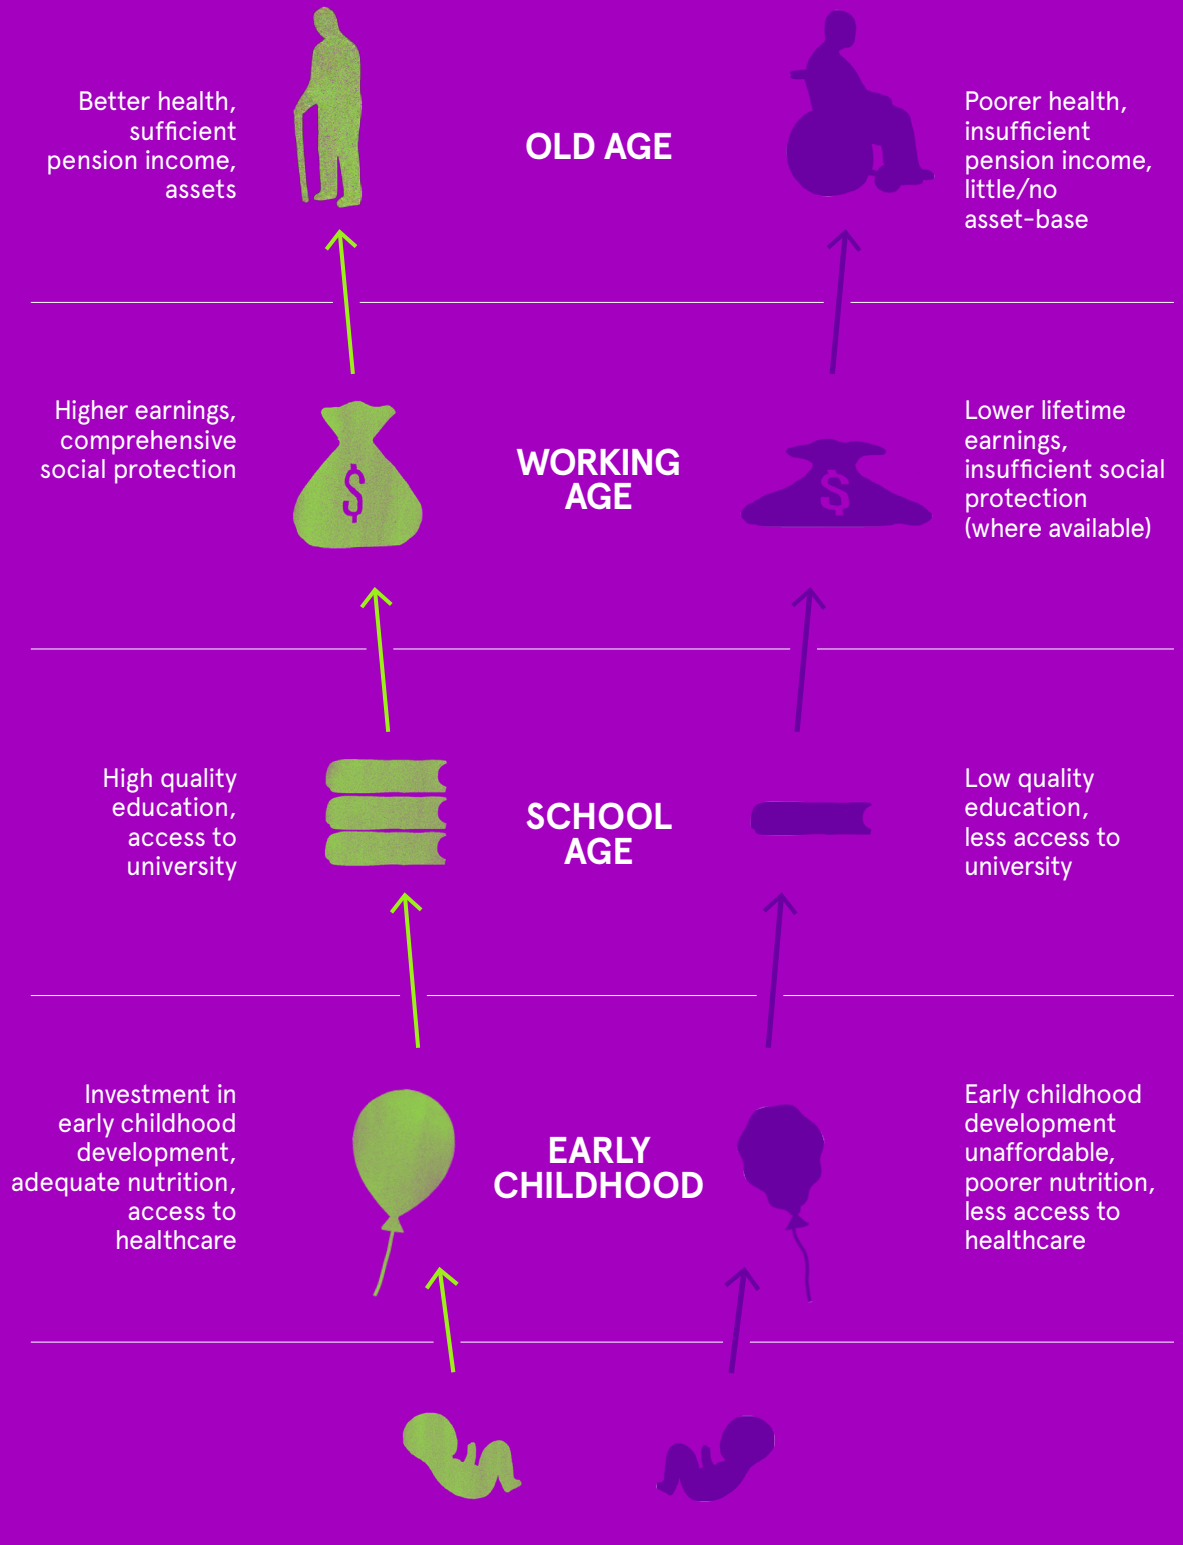 Better health,
sufficient
pension income,
assets
OLD AGE
Poorer health,
insufficient
pension income,
little/no
asset-base
Higher earnings,
comprehensive
social protection
$
WORKING
AGE
$
Lower lifetime
earnings,
insufficient social
protection
(where available)
High quality
education,
access to
university
SCHOOL
AGE
Low quality
education,
less access to
university
Investment in
early childhood
development,
adequate nutrition,
access to
healthcare
EARLY
CHILDHOOD
Early childhood
development
unaffordable,
poorer nutrition,
less access to
healthcare